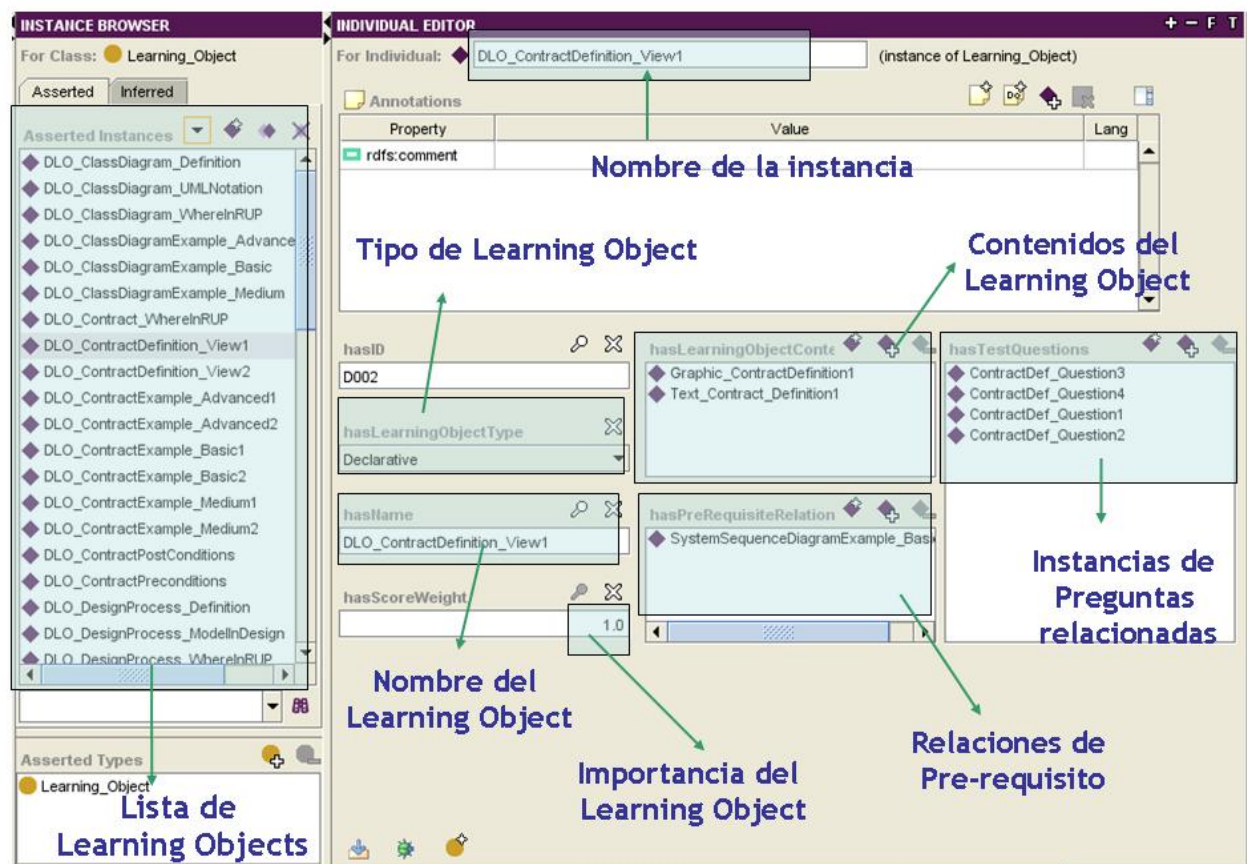 INSTANCE BROWSER
For Class: Learning_Object
Asserted Inferred
Asserted Instances
DLO_ClassDiagram_Definition
DLO_ClassDiagram_UMLNotation
DLO_ClassDiagram_WhereInRUP
DLO_ClassDiagramExample_Advance
DLO_ClassDiagramExample_Basic
DLO_ClassDiagramExample_Medium
DLO_Contract_WhereInRUP
DLO_ContractDefinition_View1
DLO_ContractDefinition_View2
DLO_ContractExample_Advanced1
DLO_ContractExample_Advanced2
DLO_ContractExample_Basic1
DLO_ContractExample_Basic2
DLO_ContractExample_Medium1
DLO_ContractExample_Medium2
DLO_ContractPostConditions
DLO_ContractPreconditions
DLO_DesignProcess_Definition
DLO_DesignProcess_ModelInDesign
DLO_DesignProcess_WhereInRUP
Asserted Types
Learning_Object
Lista de
Learning Objects
INDIVIDUAL EDITOR + − F T
For Individual: DLO_ContractDefinition_View1 (instance of Learning_Object)
Annotations
Property Value Lang
rdfs:comment
Nombre de la instancia
Tipo de Learning Object
Contenidos del
Learning Object
hasID
D002
hasLearningObjectType
Declarative
hasName
DLO_ContractDefinition_View1
hasScoreWeight
1.0
hasLearningObjectConte
Graphic_ContractDefinition1
Text_Contract_Definition1
hasPreRequisiteRelation
SystemSequenceDiagramExample_Basi
hasTestQuestions
ContractDef_Question3
ContractDef_Question4
ContractDef_Question1
ContractDef_Question2
Instancias de
Preguntas
relacionadas
Nombre del
Learning Object
Importancia del
Learning Object
Relaciones de
Pre-requisito